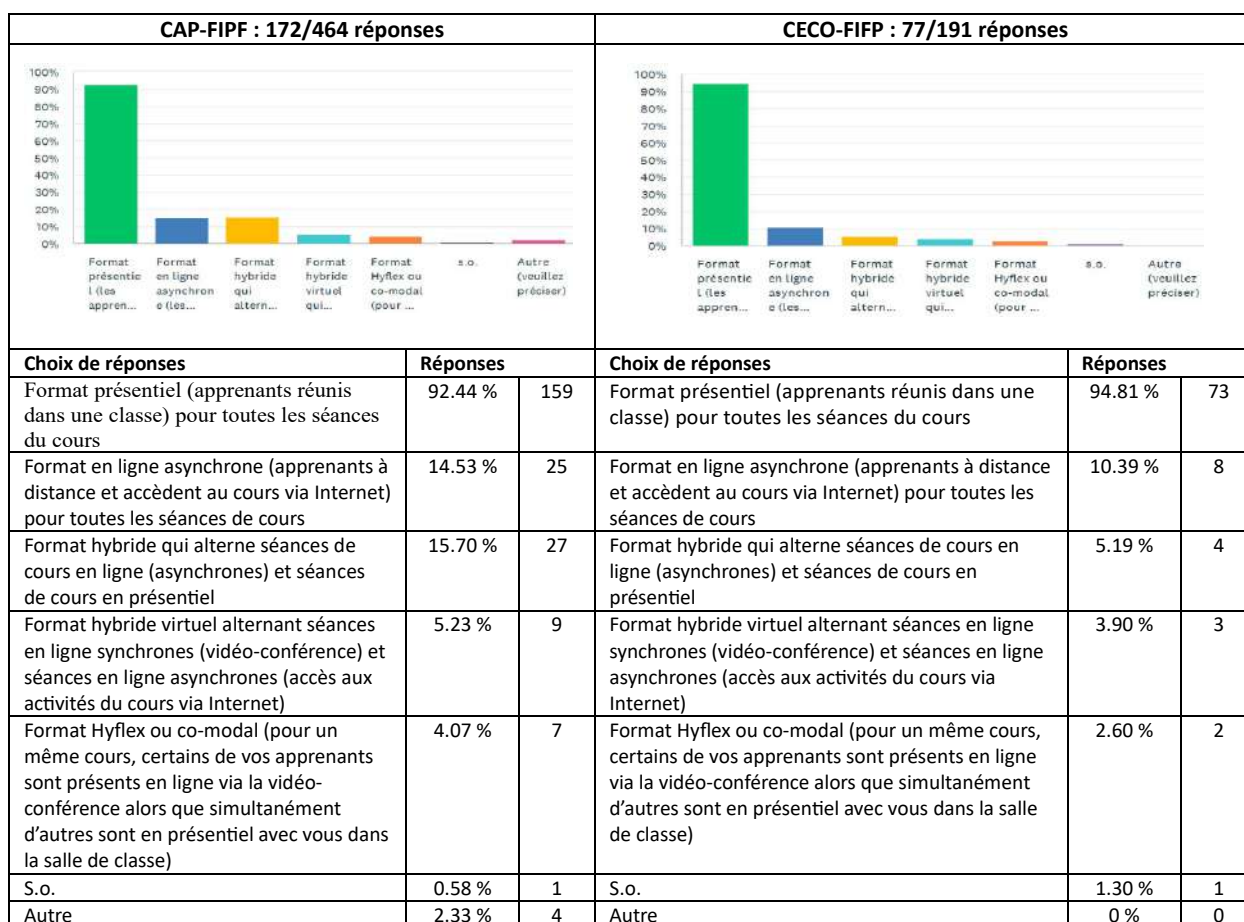 CAP-FIPF : 172/464 réponses
CECO-FIFP : 77/191 réponses
100%
90%
80%
70%
60%
50%
40%
30%
20%
10%
0%
Format présentie l (les appren...
Format en ligne asynchron e (les...
Format hybride qui altern...
Format hybride virtuel qui...
Format Hyflex ou co-modal (pour ...
s.o.
Autre (veuillez préciser)
100%
90%
80%
70%
60%
50%
40%
30%
20%
10%
0%
Format présentie l (les appren...
Format en ligne asynchron e (les...
Format hybride qui altern...
Format hybride virtuel qui...
Format Hyflex ou co-modal (pour ...
s.o.
Autre (veuillez préciser)
Choix de réponses Réponses
Format présentiel (apprenants réunis 92.44 % 159
dans une classe) pour toutes les séances
du cours
Format en ligne asynchrone (apprenants à 14.53 % 25
distance et accèdent au cours via Internet)
pour toutes les séances de cours
Format hybride qui alterne séances de 15.70 % 27
cours en ligne (asynchrones) et séances
de cours en présentiel
Format hybride virtuel alternant séances 5.23 % 9
en ligne synchrones (vidéo-conférence) et
séances en ligne asynchrones (accès aux
activités du cours via Internet)
Format Hyflex ou co-modal (pour un 4.07 % 7
même cours, certains de vos apprenants
sont présents en ligne via la vidéo-
conférence alors que simultanément
d'autres sont en présentiel avec vous dans
la salle de classe)
S.o. 0.58 % 1
Autre 2.33 % 4
Choix de réponses Réponses
Format présentiel (apprenants réunis dans une 94.81 % 73
classe) pour toutes les séances du cours
Format en ligne asynchrone (apprenants à distance 10.39 % 8
et accèdent au cours via Internet) pour toutes les
séances de cours
Format hybride qui alterne séances de cours en 5.19 % 4
ligne (asynchrones) et séances de cours en
présentiel
Format hybride virtuel alternant séances en ligne 3.90 % 3
synchrones (vidéo-conférence) et séances en ligne
asynchrones (accès aux activités du cours via
Internet)
Format Hyflex ou co-modal (pour un même cours, 2.60 % 2
certains de vos apprenants sont présents en ligne
via la vidéo-conférence alors que simultanément
d'autres sont en présentiel avec vous dans la salle
de classe)
S.o. 1.30 % 1
Autre 0 % 0